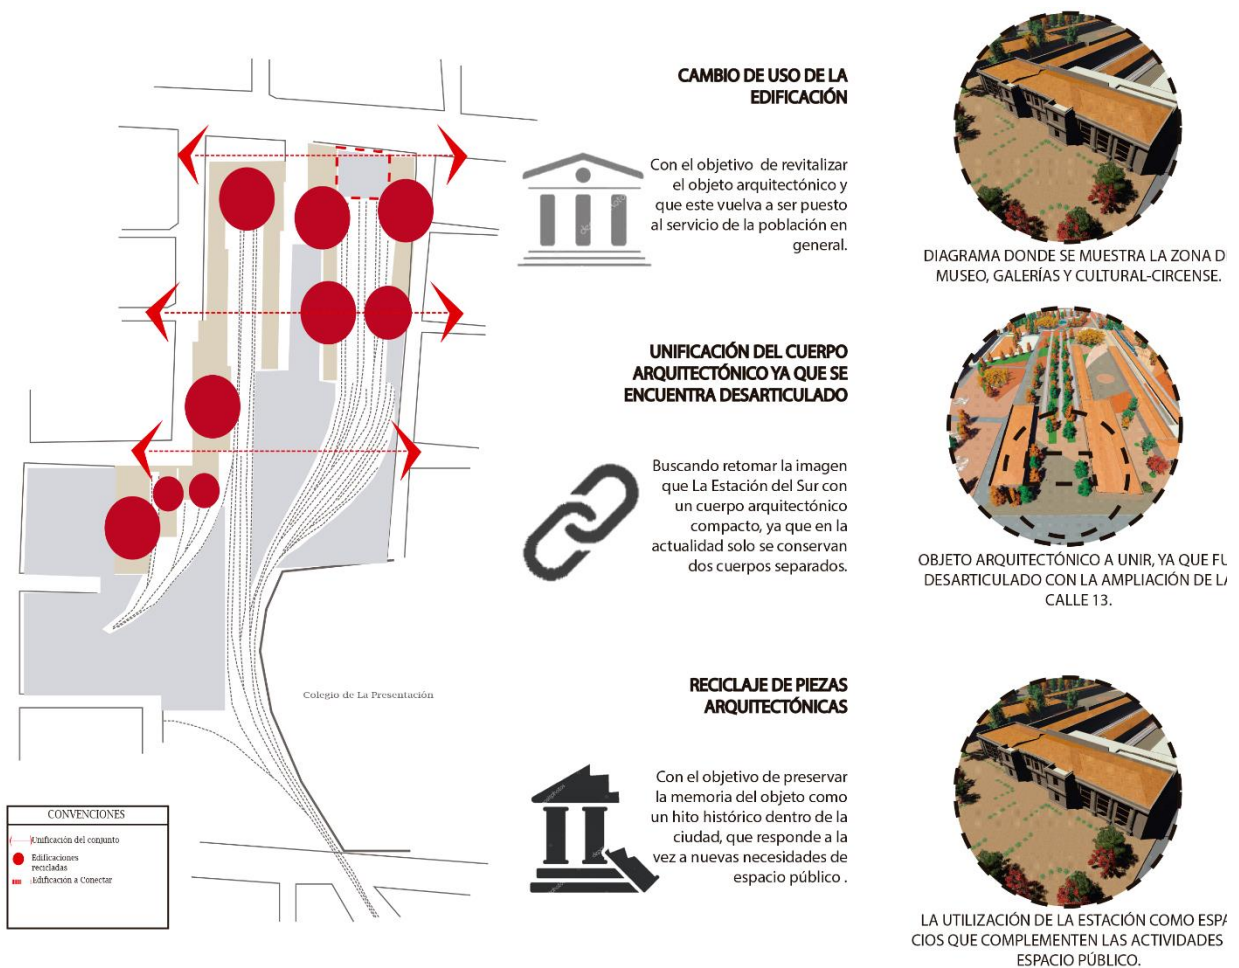 CAMBIO DE USO DE LA
EDIFICACIÓN
Con el objetivo de revitalizar
el objeto arquitectónico y
que este vuelva a ser puesto
al servicio de la población en
general.
DIAGRAMA DONDE SE MUESTRA LA ZONA D
MUSEO, GALERÍAS Y CULTURAL-CIRCENSE.
UNIFICACIÓN DEL CUERPO
ARQUITECTÓNICO YA QUE SE
ENCUENTRA DESARTICULADO
Buscando retomar la imagen
que La Estación del Sur con
un cuerpo arquitectónico
compacto, ya que en la
actualidad solo se conservan
dos cuerpos separados.
OBJETO ARQUITECTÓNICO A UNIR, YA QUE FU
DESARTICULADO CON LA AMPLIACIÓN DE LA
CALLE 13.
RECICLAJE DE PIEZAS
ARQUITECTÓNICAS
Con el objetivo de preservar
la memoria del objeto como
un hito histórico dentro de la
ciudad, que responde a la
vez a nuevas necesidades de
espacio público .
LA UTILIZACIÓN DE LA ESTACIÓN COMO ESPA
CIOS QUE COMPLEMENTEN LAS ACTIVIDADES
ESPACIO PÚBLICO.
Colegio de La Presentación
CONVENCIONES
Unificación del conjunto
Edificaciones
recicladas
Edificación a Conectar